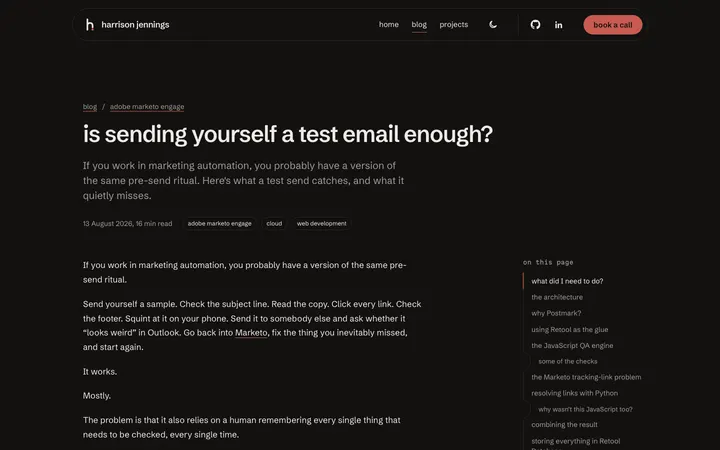 harrison jennings
home
blog
projects
book a call
blog / adobe marketo engage
is sending yourself a test email enough?
If you work in marketing automation, you probably have a version of
the same pre-send ritual. Here's what a test send catches, and what it
quietly misses.
13 August 2026, 16 min read
adobe marketo engage
cloud
web development
If you work in marketing automation, you probably have a version of the same pre-
send ritual.
Send yourself a sample. Check the subject line. Read the copy. Click every link. Check
the footer. Squint at it on your phone. Send it to somebody else and ask whether it
“looks weird” in Outlook. Go back into Marketo, fix the thing you inevitably missed,
and start again.
It works.
Mostly.
The problem is that it also relies on a human remembering every single thing that
needs to be checked, every single time.
on this page
what did I need to do?
the architecture
why Postmark?
using Retool as the glue
the JavaScript QA engine
some of the checks
the Marketo tracking-link problem
resolving links with Python
why wasn't this JavaScript too?
combining the result
storing everything in Retool